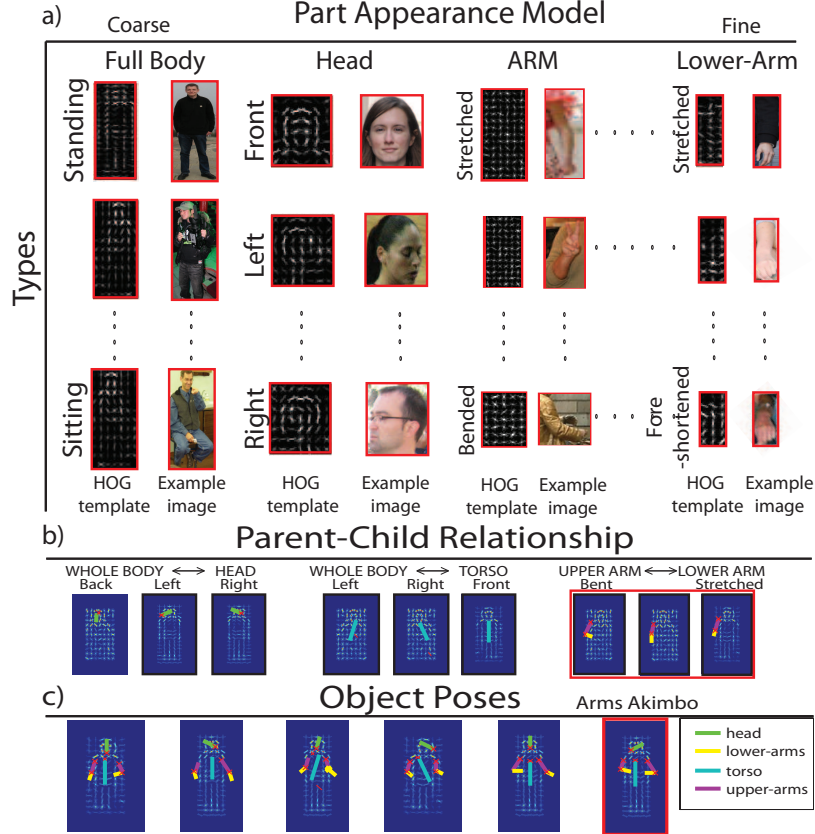 a)
Part Appearance Model
Coarse
Fine
Full Body
Head
ARM
Lower-Arm
Types
Standing
Front
Stretched
Stretched
Left
Sitting
Right
Bended
Fore
-shortened
HOG
template
Example
image
HOG
template
Example
image
HOG
template
Example
image
HOG
template
Example
image
b)
Parent-Child Relationship
WHOLE BODY ⟷ HEAD
Back Left Right
WHOLE BODY ⟷ TORSO
Left Right Front
UPPER ARM ⟷ LOWER ARM
Bent Stretched
c)
Object Poses
Arms Akimbo
head
lower-arms
torso
upper-arms